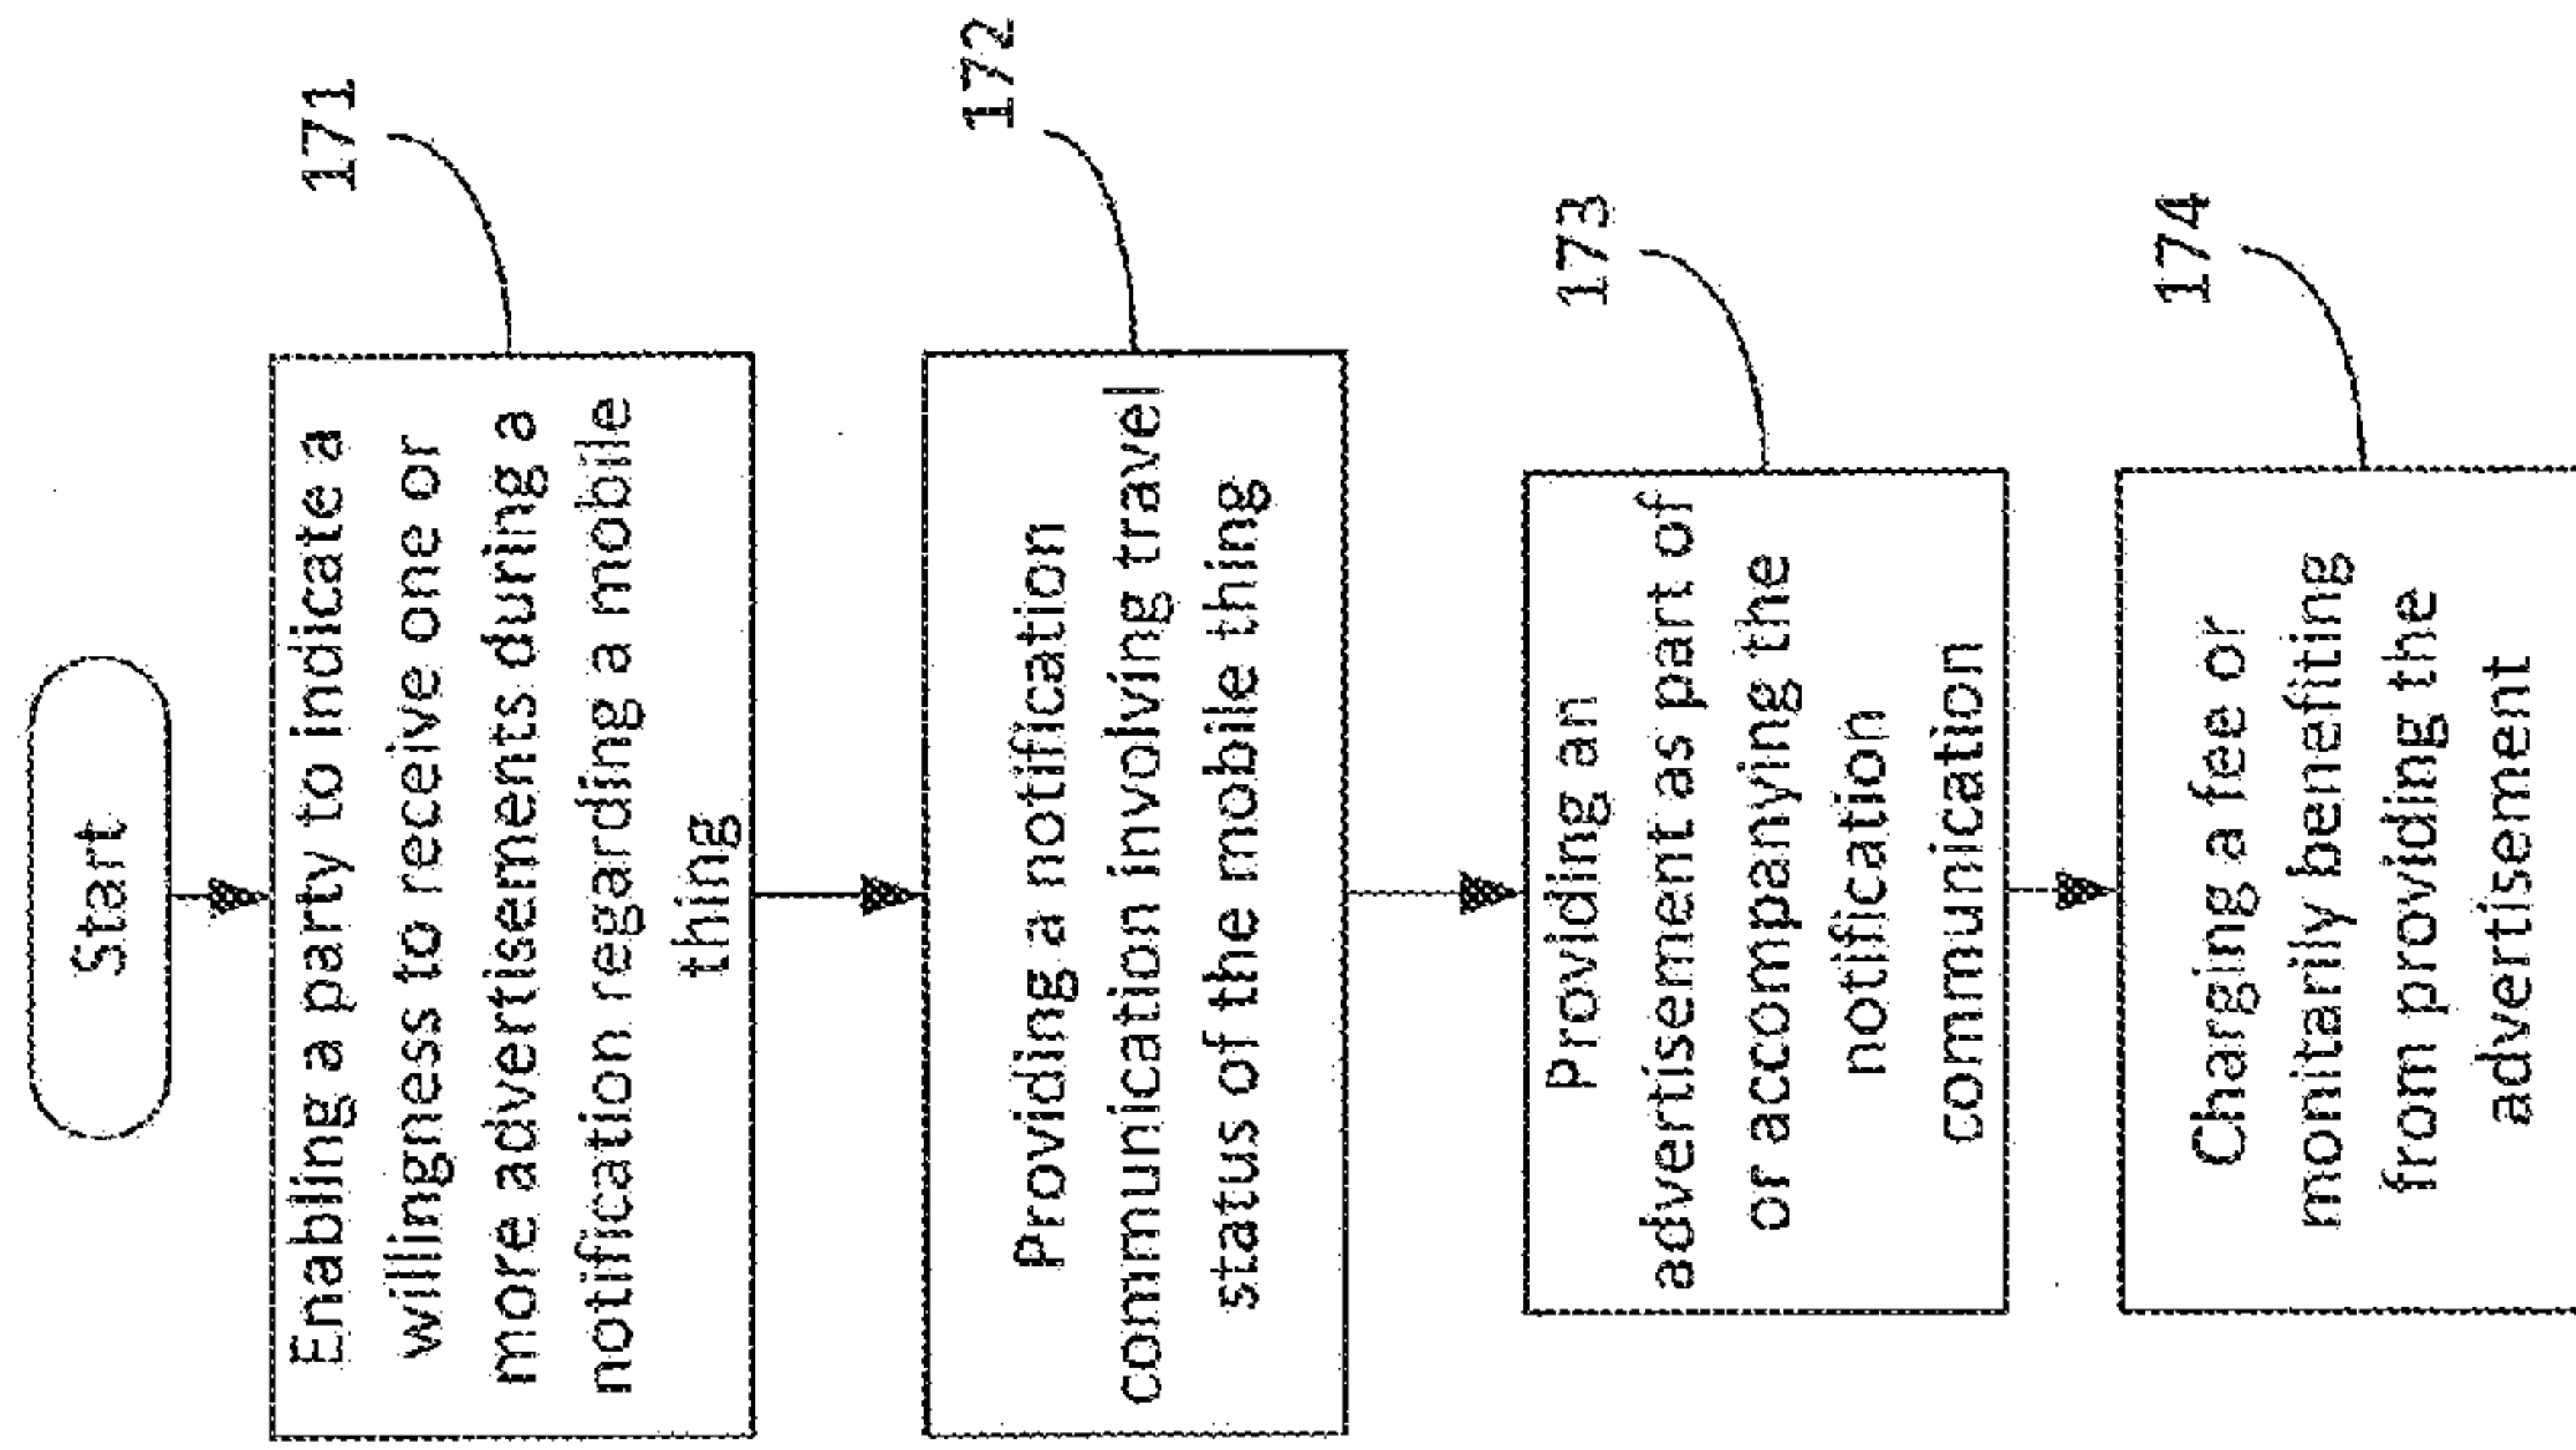 Start
171
Enabling a party to indicate a
willingness to receive one or
more advertisements during a
notification regarding a mobile
thing
172
Providing a notification
communication involving travel
status of the mobile thing
173
Providing an
advertisement as part of
or accompanying the
notification
communication
174
Charging a fee or
monitarily benefiting
from providing the
advertisement